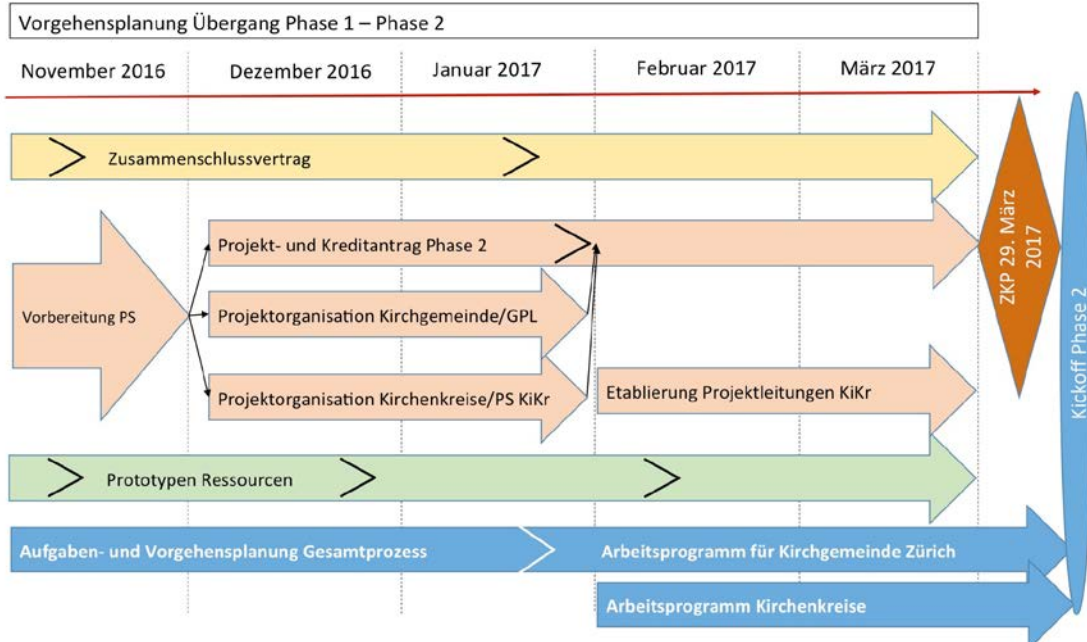 Vorgehensplanung Übergang Phase 1 – Phase 2
November 2016
Dezember 2016
Januar 2017
Februar 2017
März 2017
Zusammenschlussvertrag
Projekt- und Kreditantrag Phase 2
Vorbereitung PS
Projektorganisation Kirchgemeinde/GPL
Projektorganisation Kirchenkreise/PS KiKr
Etablierung Projektleitungen KiKr
Prototypen Ressourcen
Aufgaben- und Vorgehensplanung Gesamtprozess
Arbeitsprogramm für Kirchgemeinde Zürich
Arbeitsprogramm Kirchenkreise
ZKP 29. März
2017
Kickoff Phase 2